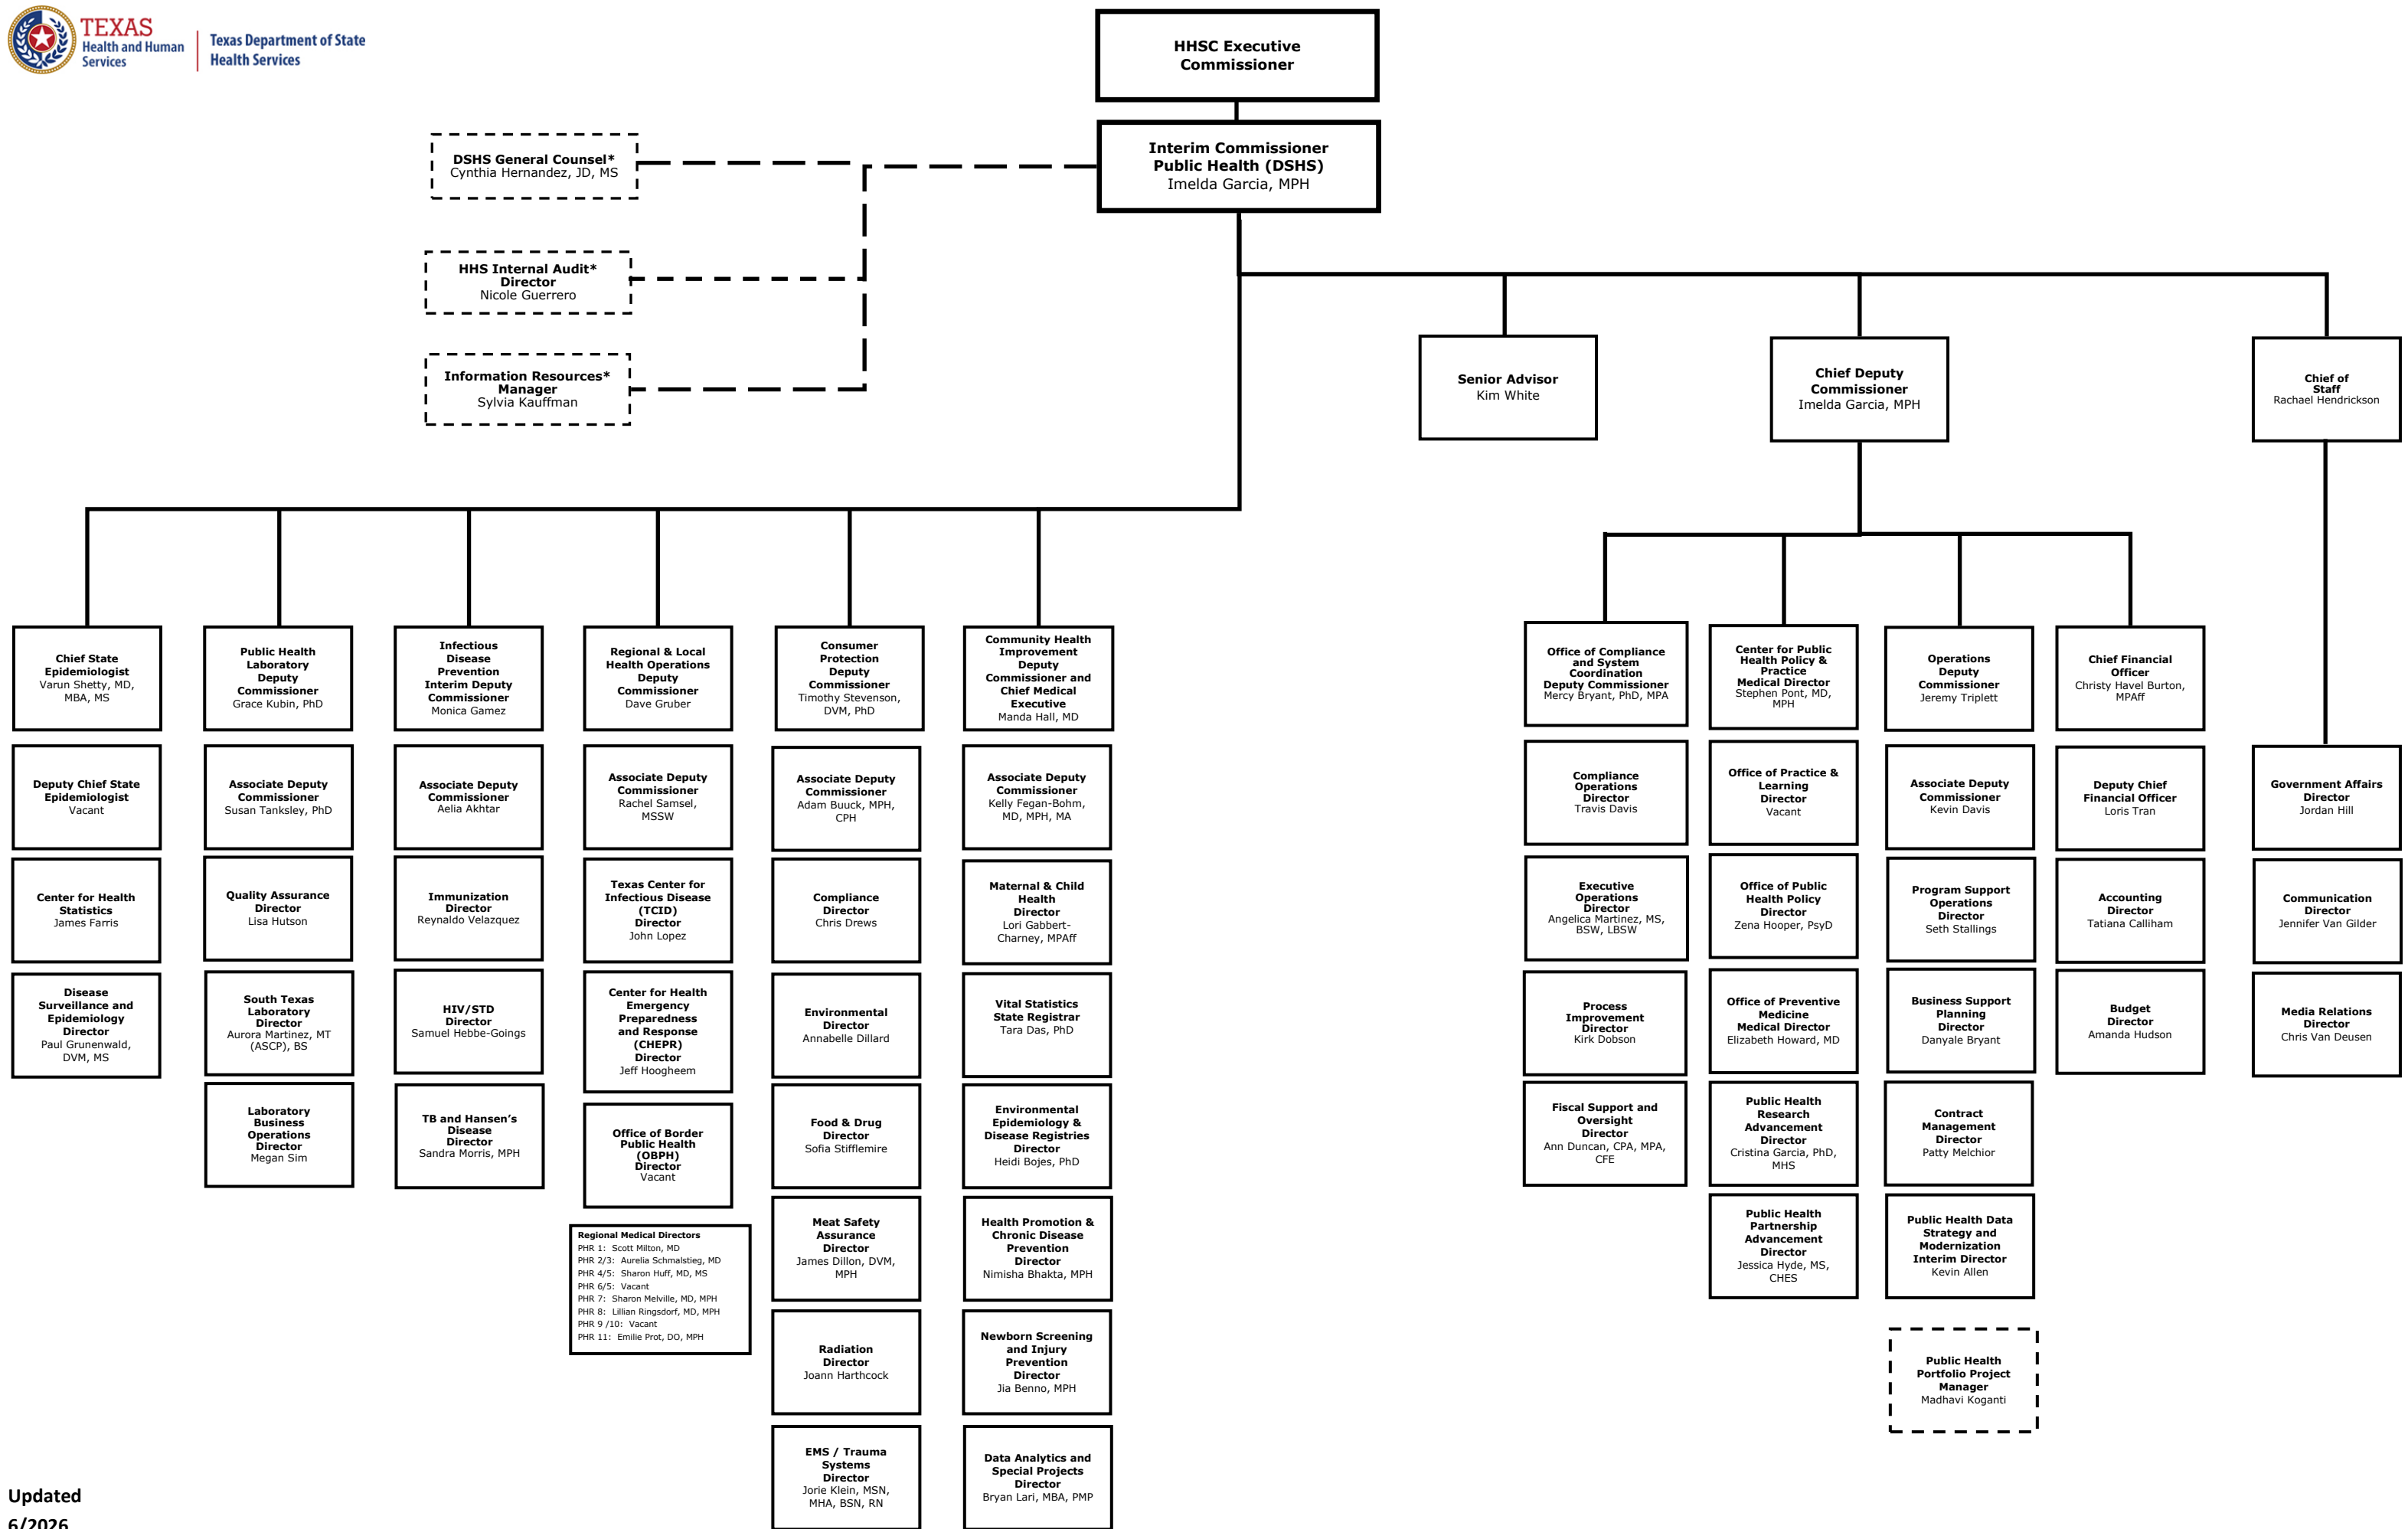 TEXAS
Health and Human
Services
Texas Department of State
Health Services
HHSC Executive
Commissioner
Interim Commissioner
Public Health (DSHS)
Imelda Garcia, MPH
DSHS General Counsel*
Cynthia Hernandez, JD, MS
HHS Internal Audit*
Director
Nicole Guerrero
Information Resources*
Manager
Sylvia Kauffman
Senior Advisor
Kim White
Chief Deputy
Commissioner
Imelda Garcia, MPH
Chief of
Staff
Rachael Hendrickson
Chief State
Epidemiologist
Varun Shetty, MD,
MBA, MS
Deputy Chief State
Epidemiologist
Vacant
Center for Health
Statistics
James Farris
Disease
Surveillance and
Epidemiology
Director
Paul Grunenwald,
DVM, MS
Public Health
Laboratory
Deputy
Commissioner
Grace Kubin, PhD
Associate Deputy
Commissioner
Susan Tanksley, PhD
Quality Assurance
Director
Lisa Hutson
South Texas
Laboratory
Director
Aurora Martinez, MT
(ASCP), BS
Laboratory
Business
Operations
Director
Megan Sim
Infectious
Disease
Prevention
Interim Deputy
Commissioner
Monica Gamez
Associate Deputy
Commissioner
Aelia Akhtar
Immunization
Director
Reynaldo Velazquez
HIV/STD
Director
Samuel Hebbe-Goings
TB and Hansen's
Disease
Director
Sandra Morris, MPH
Regional & Local
Health Operations
Deputy
Commissioner
Dave Gruber
Associate Deputy
Commissioner
Rachel Samsel,
MSSW
Texas Center for
Infectious Disease
(TCID)
Director
John Lopez
Center for Health
Emergency
Preparedness
and Response
(CHEPR)
Director
Jeff Hoogheem
Office of Border
Public Health
(OBPH)
Director
Vacant
Regional Medical Directors
PHR 1: Scott Milton, MD
PHR 2/3: Aurelia Schmalstieg, MD
PHR 4/5: Sharon Huff, MD, MS
PHR 6/5: Vacant
PHR 7: Sharon Melville, MD, MPH
PHR 8: Lillian Ringsdorf, MD, MPH
PHR 9 /10: Vacant
PHR 11: Emilie Prot, DO, MPH
Consumer
Protection
Deputy
Commissioner
Timothy Stevenson,
DVM, PhD
Associate Deputy
Commissioner
Adam Buuck, MPH,
CPH
Compliance
Director
Chris Drews
Environmental
Director
Annabelle Dillard
Food & Drug
Director
Sofia Stifflemire
Meat Safety
Assurance
Director
James Dillon, DVM,
MPH
Radiation
Director
Joann Harthcock
EMS / Trauma
Systems
Director
Jorie Klein, MSN,
MHA, BSN, RN
Community Health
Improvement
Deputy
Commissioner and
Chief Medical
Executive
Manda Hall, MD
Associate Deputy
Commissioner
Kelly Fegan-Bohm,
MD, MPH, MA
Maternal & Child
Health
Director
Lori Gabbert-
Charney, MPAff
Vital Statistics
State Registrar
Tara Das, PhD
Environmental
Epidemiology &
Disease Registries
Director
Heidi Bojes, PhD
Health Promotion &
Chronic Disease
Prevention
Director
Nimisha Bhakta, MPH
Newborn Screening
and Injury
Prevention
Director
Jia Benno, MPH
Data Analytics and
Special Projects
Director
Bryan Lari, MBA, PMP
Office of Compliance
and System
Coordination
Deputy Commissioner
Mercy Bryant, PhD, MPA
Compliance
Operations
Director
Travis Davis
Executive
Operations
Director
Angelica Martinez, MS,
BSW, LBSW
Process
Improvement
Director
Kirk Dobson
Fiscal Support and
Oversight
Director
Ann Duncan, CPA, MPA,
CFE
Center for Public
Health Policy &
Practice
Medical Director
Stephen Pont, MD,
MPH
Office of Practice &
Learning
Director
Vacant
Office of Public
Health Policy
Director
Zena Hooper, PsyD
Office of Preventive
Medicine
Medical Director
Elizabeth Howard, MD
Public Health
Research
Advancement
Director
Cristina Garcia, PhD,
MHS
Public Health
Partnership
Advancement
Director
Jessica Hyde, MS,
CHES
Operations
Deputy
Commissioner
Jeremy Triplett
Associate Deputy
Commissioner
Kevin Davis
Program Support
Operations
Director
Seth Stallings
Business Support
Planning
Director
Danyale Bryant
Contract
Management
Director
Patty Melchior
Public Health Data
Strategy and
Modernization
Interim Director
Kevin Allen
Public Health
Portfolio Project
Manager
Madhavi Koganti
Chief Financial
Officer
Christy Havel Burton,
MPAff
Deputy Chief
Financial Officer
Loris Tran
Accounting
Director
Tatiana Calliham
Budget
Director
Amanda Hudson
Government Affairs
Director
Jordan Hill
Communication
Director
Jennifer Van Gilder
Media Relations
Director
Chris Van Deusen
Updated
6/2026